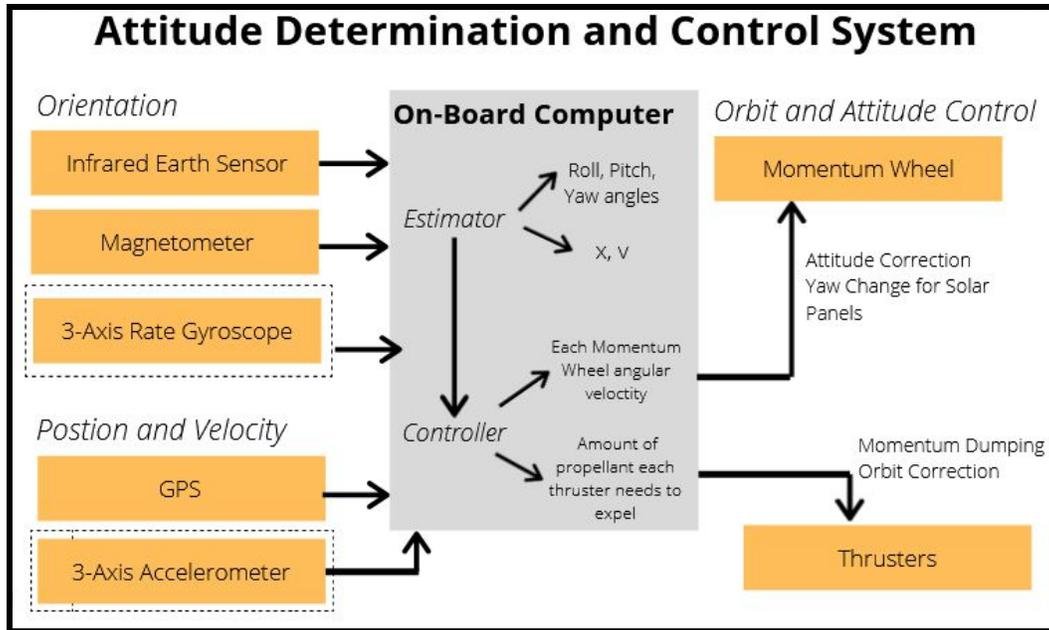 Attitude Determination and Control System
Orientation
Infrared Earth Sensor
Magnetometer
3-Axis Rate Gyroscope
Postion and Velocity
GPS
3-Axis Accelerometer
On-Board Computer
Estimator
Roll, Pitch,
Yaw angles
X, V
Controller
Each Momentum
Wheel angular
veloctity
Amount of
propellant each
thruster needs to
expel
Orbit and Attitude Control
Momentum Wheel
Attitude Correction
Yaw Change for Solar
Panels
Momentum Dumping
Orbit Correction
Thrusters